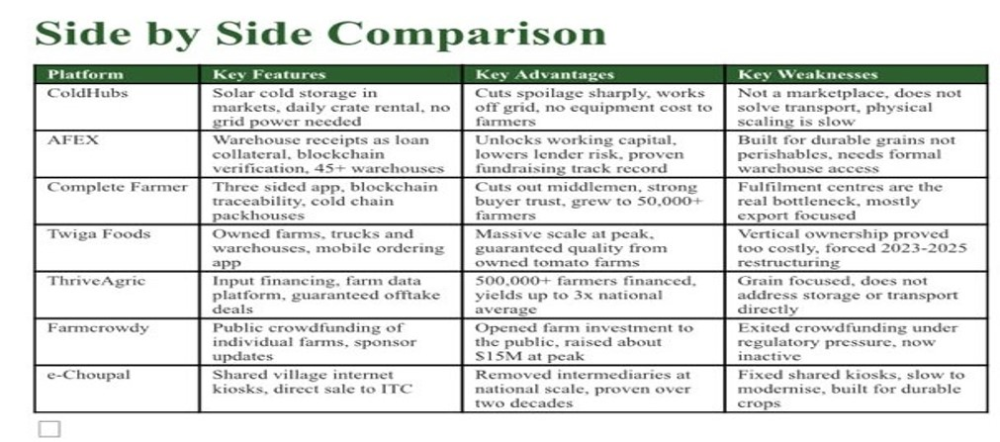 Side by Side Comparison
Platform Key Features Key Advantages Key Weaknesses
ColdHubs Solar cold storage in Cuts spoilage sharply, works Not a marketplace, does not
markets, daily crate rental, no off grid, no equipment cost to solve transport, physical
grid power needed farmers scaling is slow
AFEX Warehouse receipts as loan Unlocks working capital, Built for durable grains not
collateral, blockchain lowers lender risk, proven perishables, needs formal
verification, 45+ warehouses fundraising track record warehouse access
Complete Farmer Three sided app, blockchain Cuts out middlemen, strong Fulfilment centres are the
traceability, cold chain buyer trust, grew to 50,000+ real bottleneck, mostly
packhouses farmers export focused
Twiga Foods Owned farms, trucks and Massive scale at peak, Vertical ownership proved
warehouses, mobile ordering guaranteed quality from too costly, forced 2023-2025
app owned tomato farms restructuring
ThriveAgric Input financing, farm data 500,000+ farmers financed, Grain focused, does not
platform, guaranteed offtake yields up to 3x national address storage or transport
deals average directly
Farmcrowdy Public crowdfunding of Opened farm investment to Exited crowdfunding under
individual farms, sponsor the public, raised about regulatory pressure, now
updates $15M at peak inactive
e-Choupal Shared village internet Removed intermediaries at Fixed shared kiosks, slow to
kiosks, direct sale to ITC national scale, proven over modernise, built for durable
two decades crops